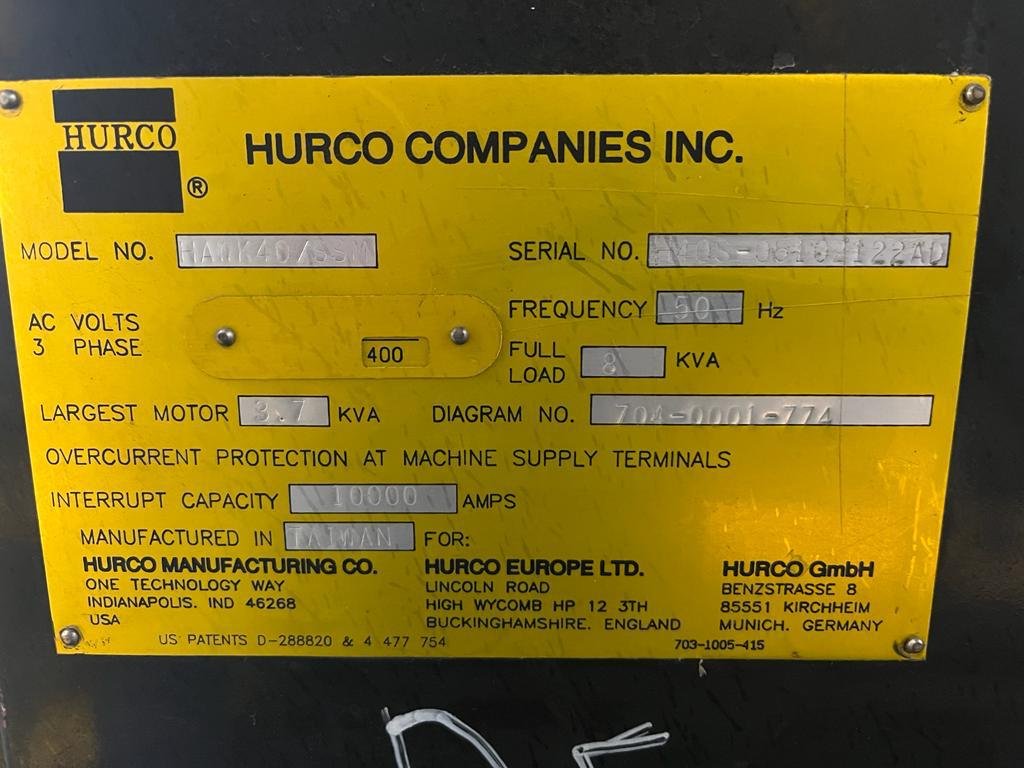 HURCO ®
HURCO COMPANIES INC.
MODEL NO. HAWK40/SSM SERIAL NO.
AC VOLTS 3 PHASE 400
FREQUENCY 50 Hz
FULL LOAD 8 KVA
LARGEST MOTOR 3.7 KVA DIAGRAM NO. 704-0001-774
OVERCURRENT PROTECTION AT MACHINE SUPPLY TERMINALS
INTERRUPT CAPACITY 10000 AMPS
MANUFACTURED IN TAIWAN FOR:
HURCO MANUFACTURING CO.
ONE TECHNOLOGY WAY
INDIANAPOLIS. IND 46268
USA
HURCO EUROPE LTD.
LINCOLN ROAD
HIGH WYCOMB HP 12 3TH
BUCKINGHAMSHIRE. ENGLAND
HURCO GmbH
BENZSTRASSE 8
85551 KIRCHHEIM
MUNICH. GERMANY
US PATENTS D-288820 & 4 477 754
703-1005-415